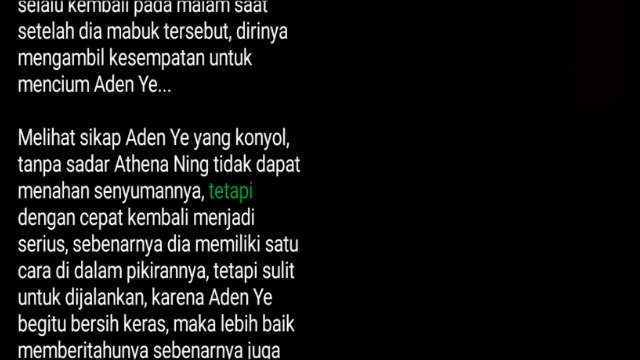 selalu kembali pada malam saat
setelah dia mabuk tersebut, dirinya
mengambil kesempatan untuk
mencium Aden Ye...
Melihat sikap Aden Ye yang konyol,
tanpa sadar Athena Ning tidak dapat
menahan senyumannya, tetapi
dengan cepat kembali menjadi
serius, sebenarnya dia memiliki satu
cara di dalam pikirannya, tetapi sulit
untuk dijalankan, karena Aden Ye
begitu bersih keras, maka lebih baik
memberitahunya sebenarnya juga